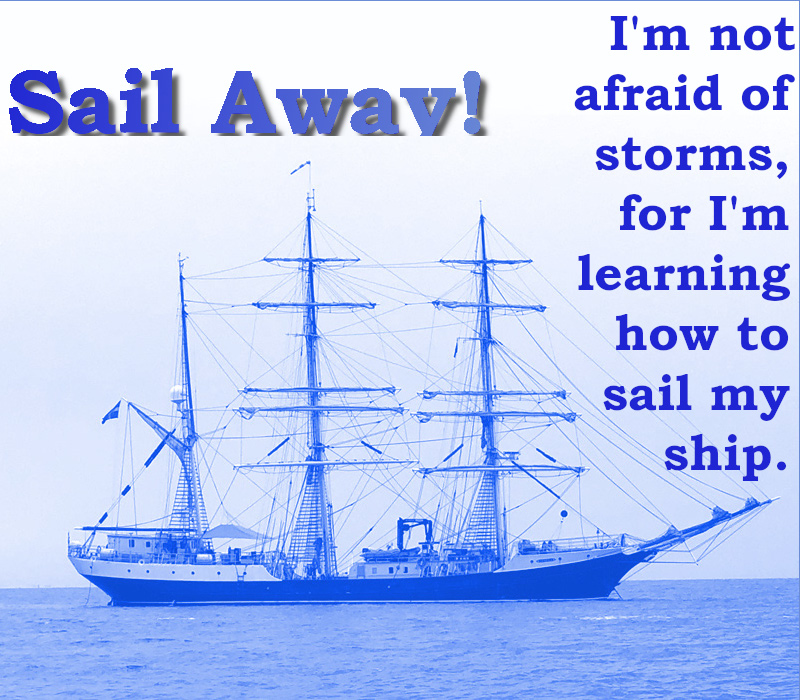 Sail Away!
I'm not
afraid of
storms,
for I'm
learning
how to
sail my
ship.